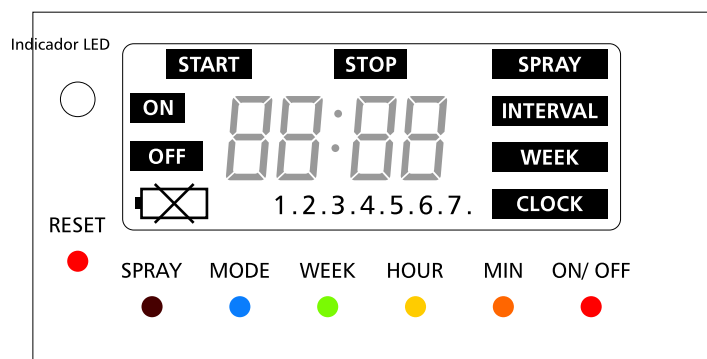 Indicador LED
START STOP SPRAY
ON 88:88 INTERVAL
OFF WEEK
1.2.3.4.5.6.7. CLOCK
RESET
SPRAY MODE WEEK HOUR MIN ON/ OFF